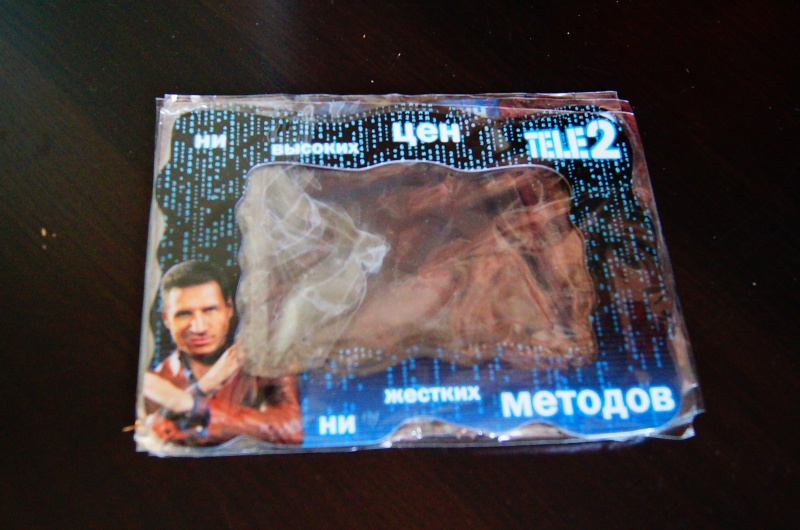 ни высоких цен
TELE2
ни жестких методов